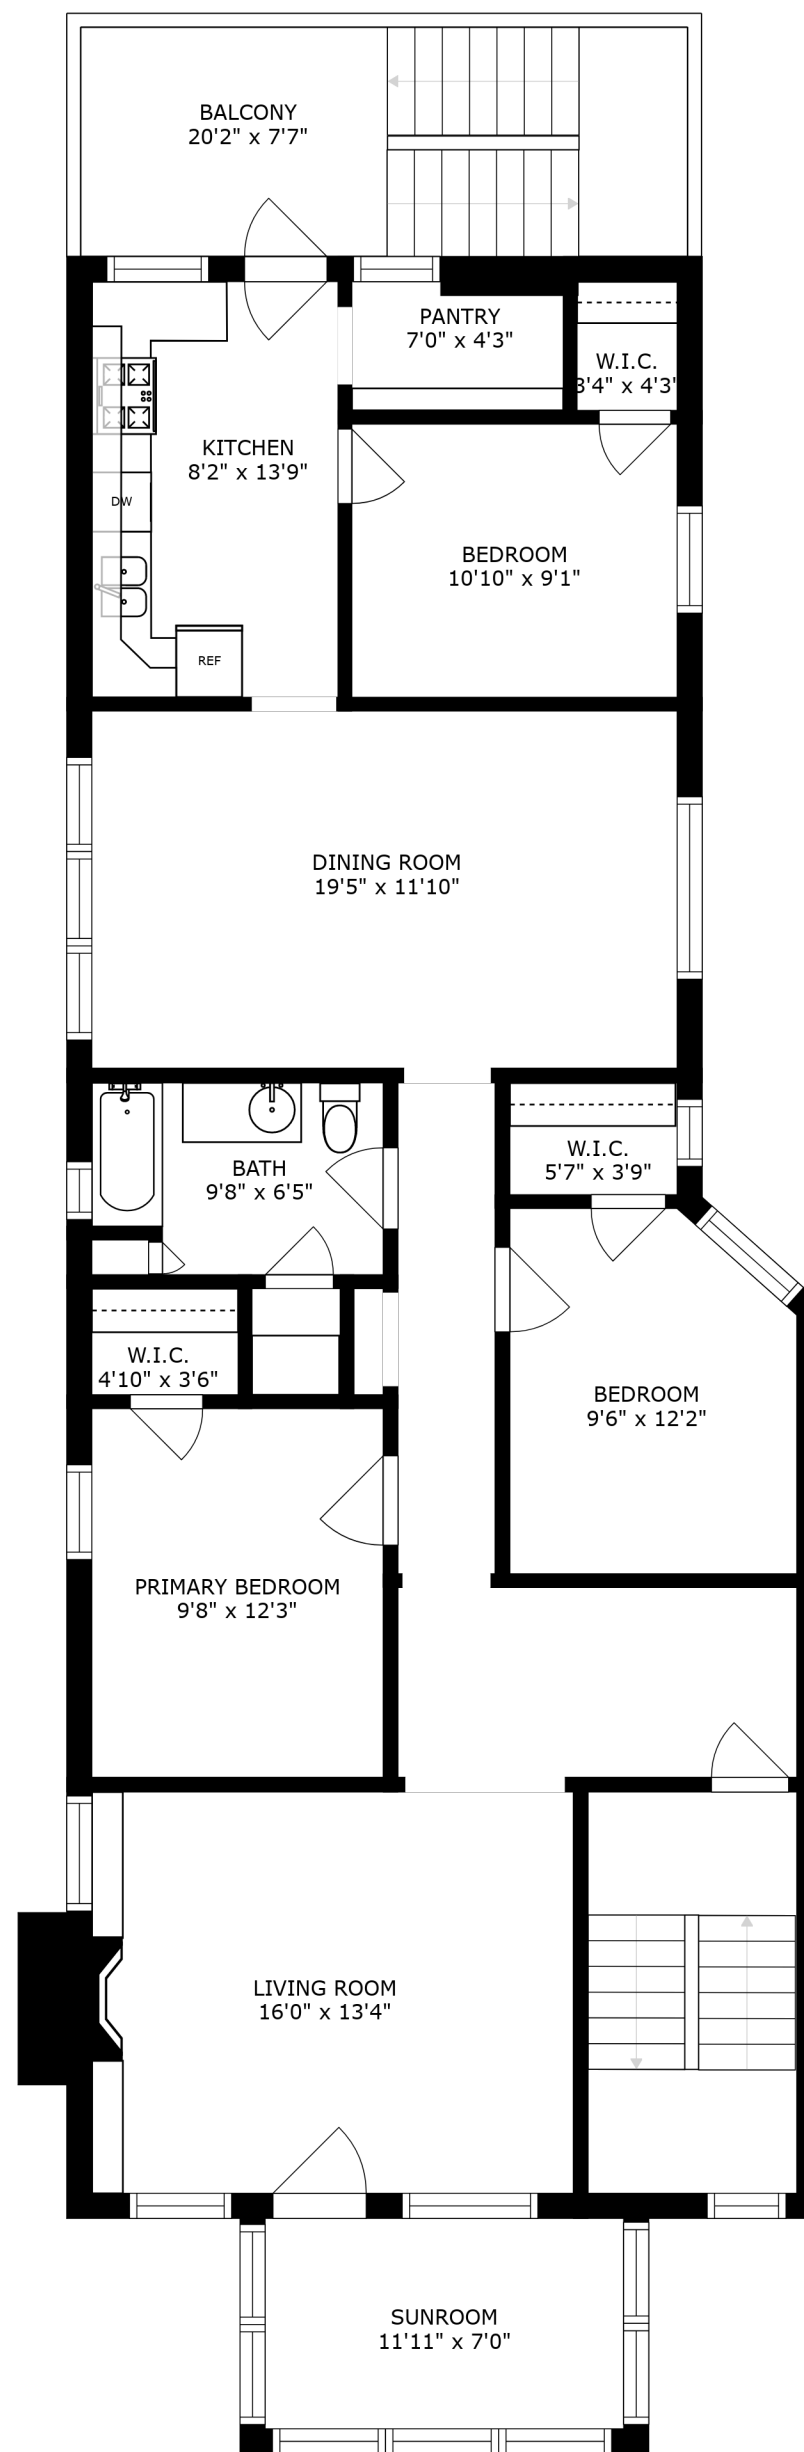 BALCONY
20'2" x 7'7"
PANTRY
7'0" x 4'3"
W.I.C.
3'4" x 4'3"
KITCHEN
8'2" x 13'9"
DW
BEDROOM
10'10" x 9'1"
REF
DINING ROOM
19'5" x 11'10"
BATH
9'8" x 6'5"
W.I.C.
5'7" x 3'9"
W.I.C.
4'10" x 3'6"
BEDROOM
9'6" x 12'2"
PRIMARY BEDROOM
9'8" x 12'3"
LIVING ROOM
16'0" x 13'4"
SUNROOM
11'11" x 7'0"